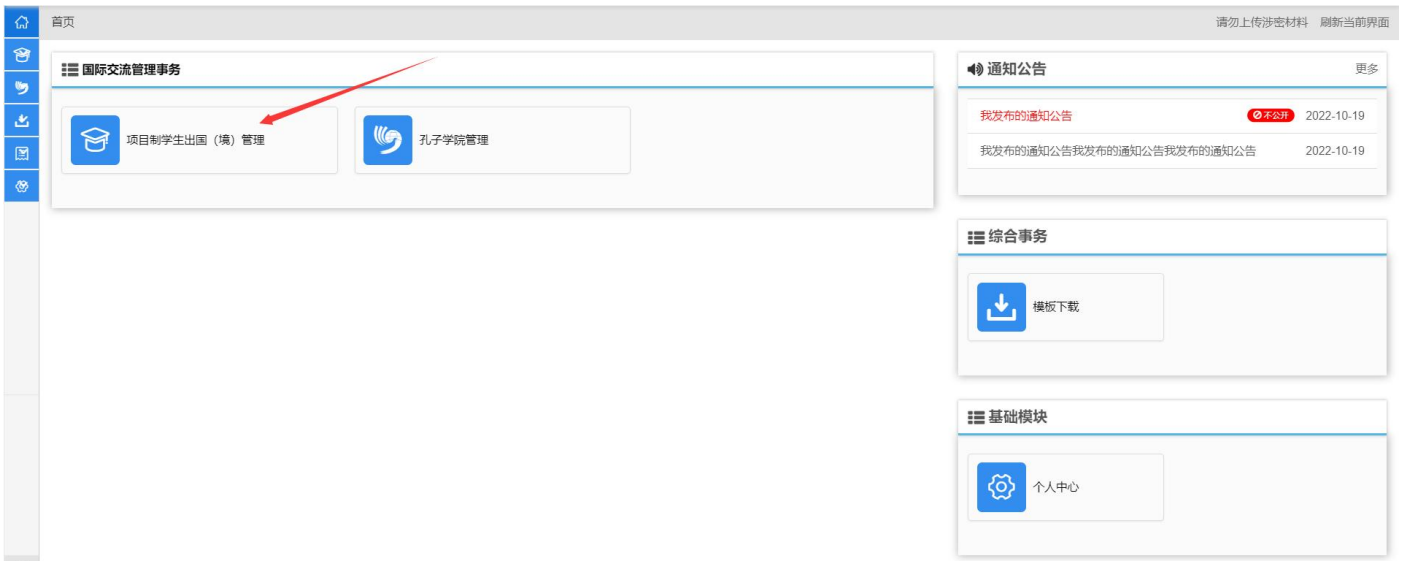 首页
请勿上传涉密材料 刷新当前界面
国际交流管理事务
项目制学生出国（境）管理
孔子学院管理
通知公告 更多
我发布的通知公告 不公开 2022-10-19
我发布的通知公告我发布的通知公告我发布的通知公告 2022-10-19
综合事务
模板下载
基础模块
个人中心